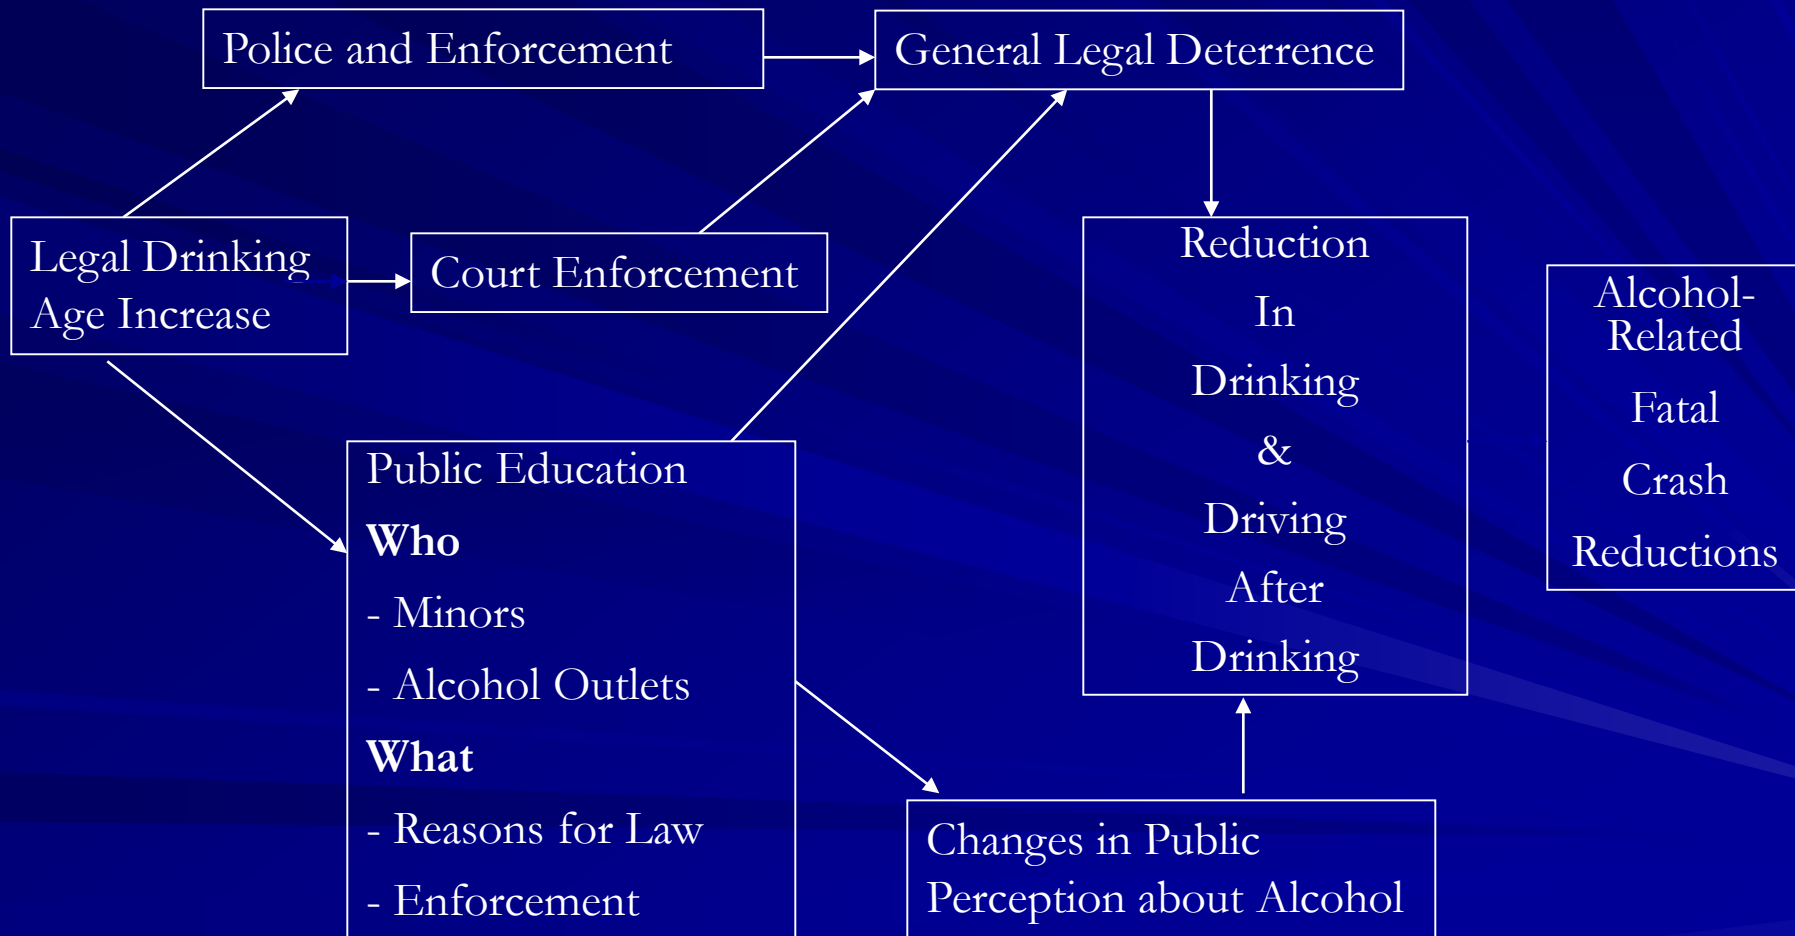 Police and Enforcement
General Legal Deterrence
Legal Drinking
Age Increase
Court Enforcement
Reduction
In
Drinking
&
Driving
After
Drinking
Alcohol-
Related
Fatal
Crash
Reductions
Public Education
Who
- Minors
- Alcohol Outlets
What
- Reasons for Law
- Enforcement
Changes in Public
Perception about Alcohol